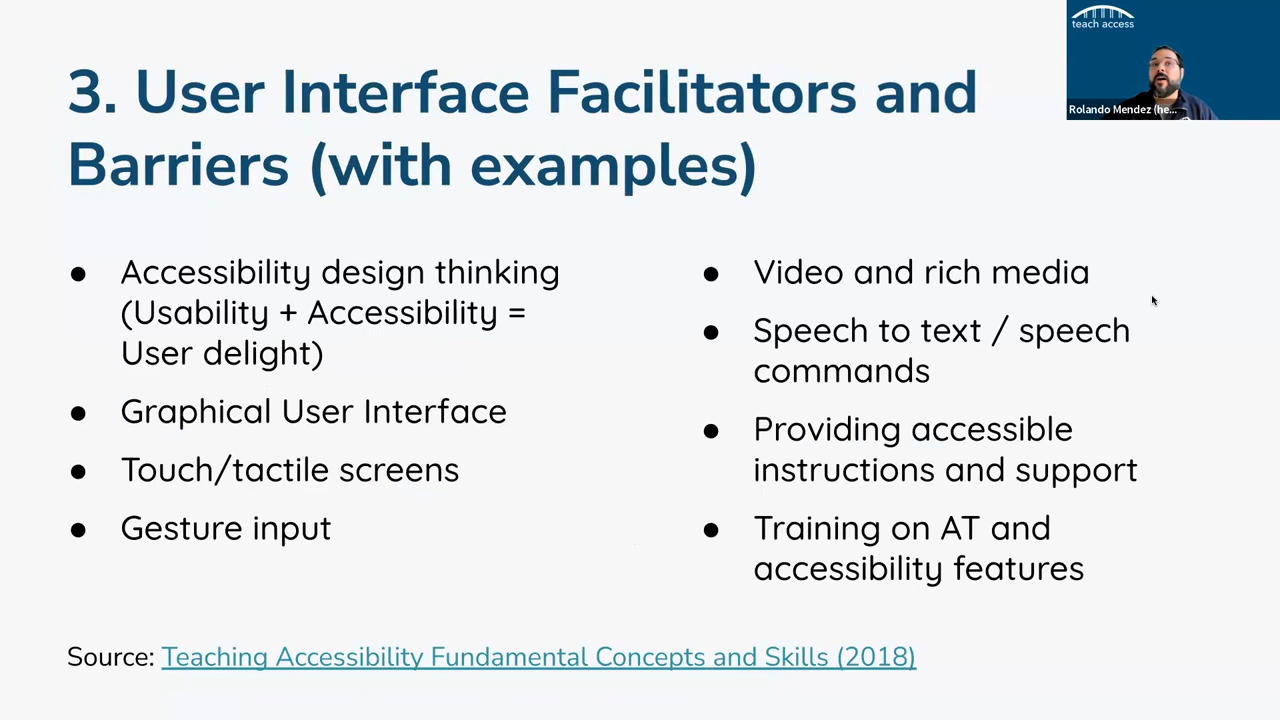 3. User Interface Facilitators and
Barriers (with examples)
teach access
Rolando Mendez (he...
● Accessibility design thinking
(Usability + Accessibility =
User delight)
● Graphical User Interface
● Touch/tactile screens
● Gesture input
● Video and rich media
● Speech to text / speech
commands
● Providing accessible
instructions and support
● Training on AT and
accessibility features
Source: Teaching Accessibility Fundamental Concepts and Skills (2018)